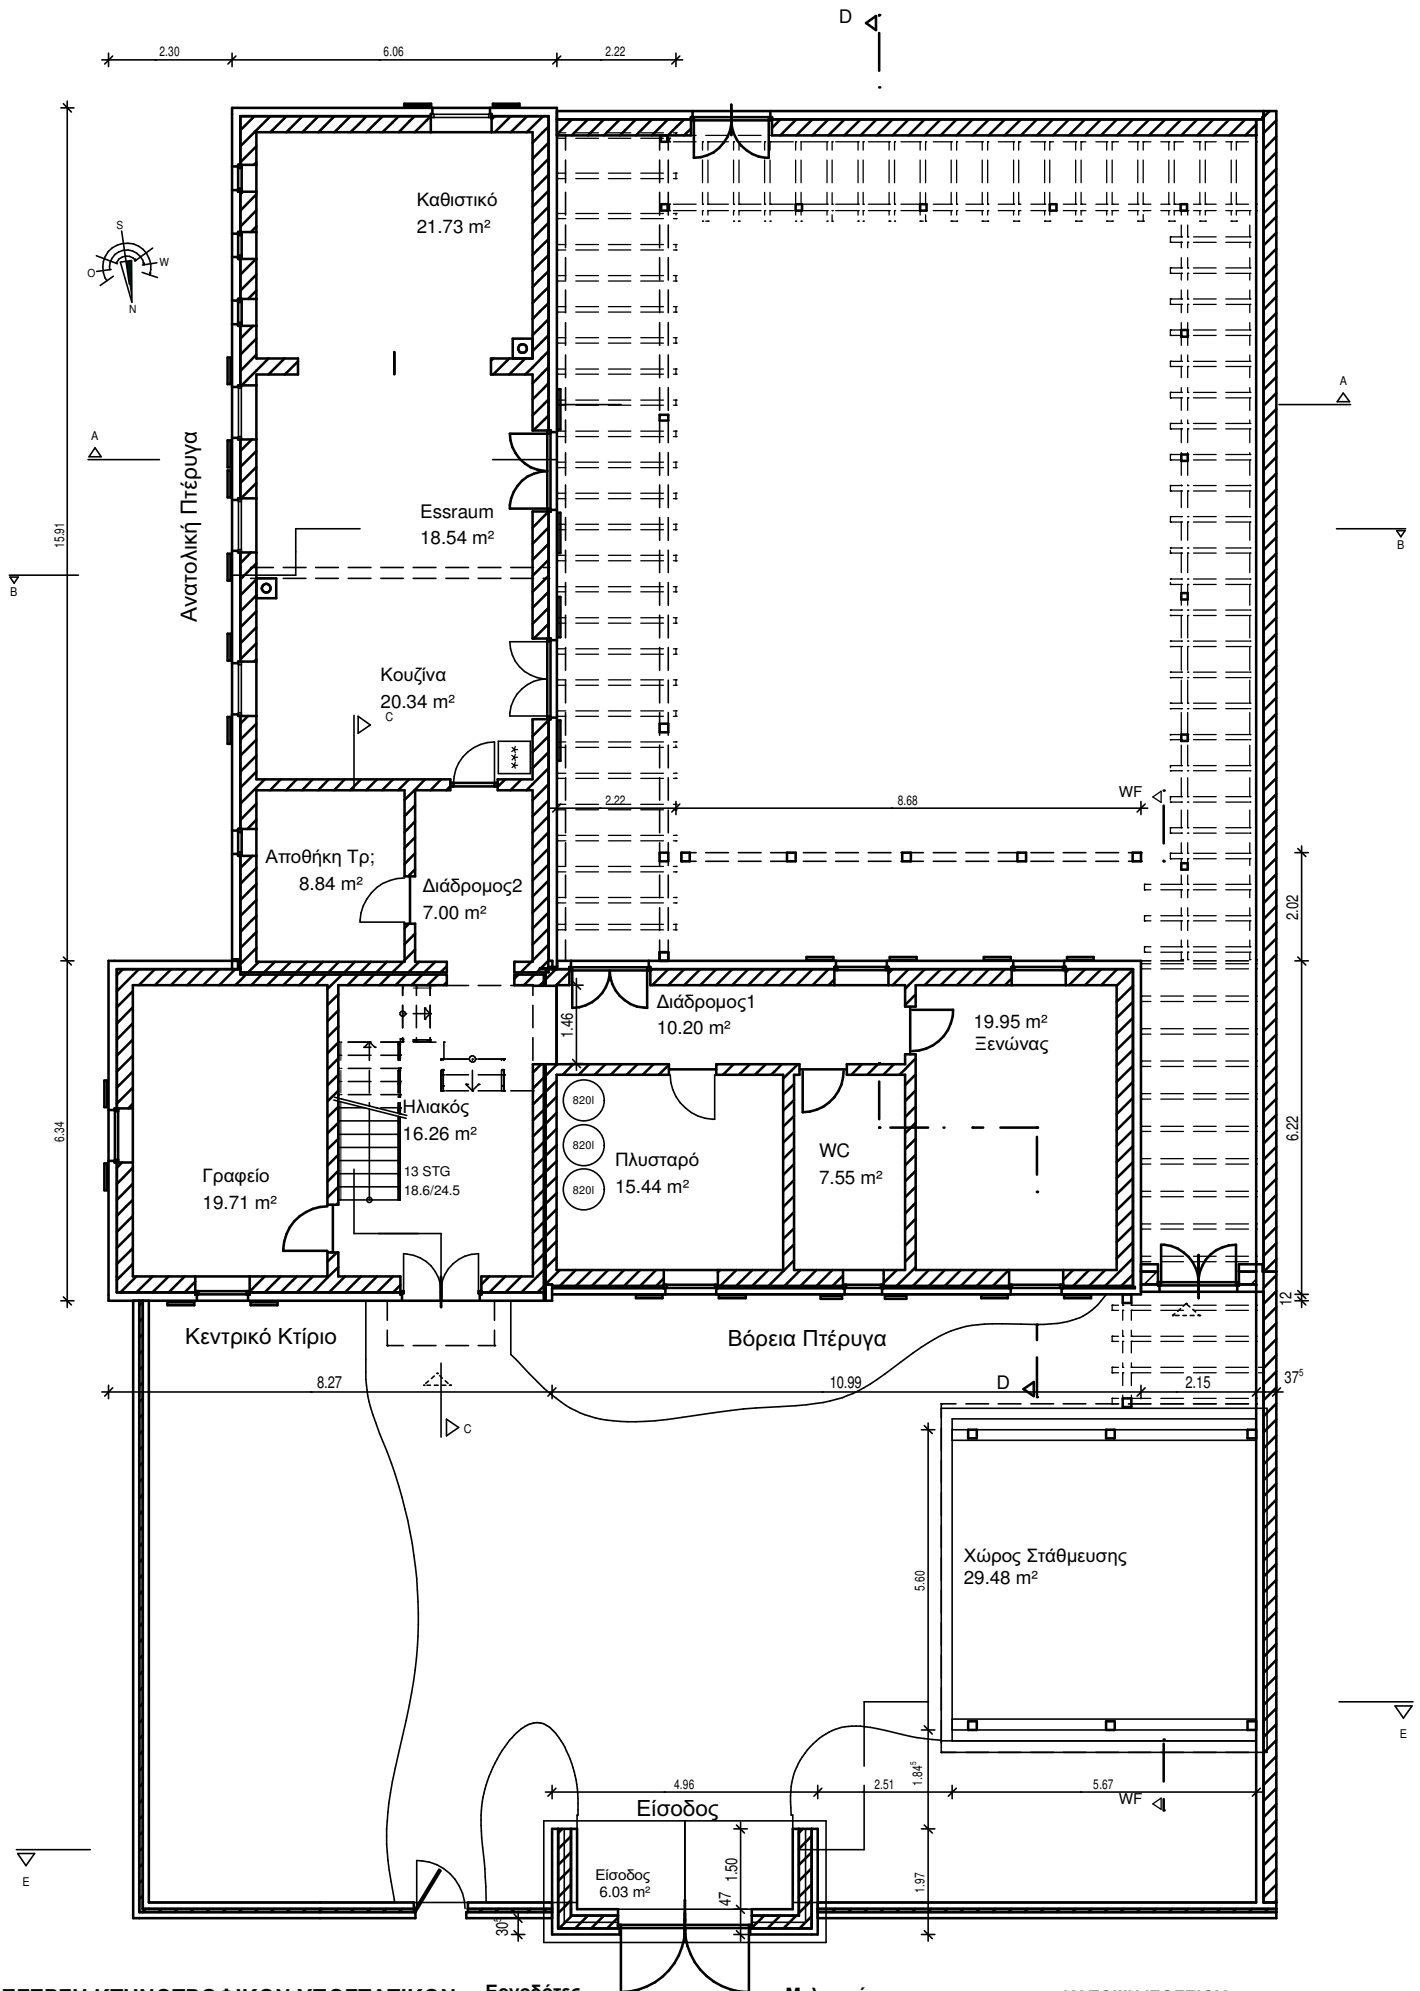 D
2.30
6.06
2.22
Καθιστικό
21.73 m²
S
O
W
N
A
A
Ανατολική Πτέρυγα
15.91
Essraum
18.54 m²
B
B
Κουζίνα
20.34 m²
C
***
2.22
8.68
WF
Αποθήκη Τρ;
8.84 m²
Διάδρομος2
7.00 m²
2.02
Διάδρομος1
10.20 m²
1.46
19.95 m²
Ξενώνας
Ηλιακός
16.26 m²
820l
820l
820l
6.34
6.22
Γραφείο
19.71 m²
13 STG
18.6/24.5
Πλυσταρό
15.44 m²
WC
7.55 m²
12
Κεντρικό Κτίριο
Βόρεια Πτέρυγα
8.27
10.99
D
2.15
37⁵
C
Χώρος Στάθμευσης
29.48 m²
5.60
E
1.84⁵
4.96
2.51
5.67
WF
Είσοδος
E
Είσοδος
6.03 m²
1.50
47
1.97
30⁵